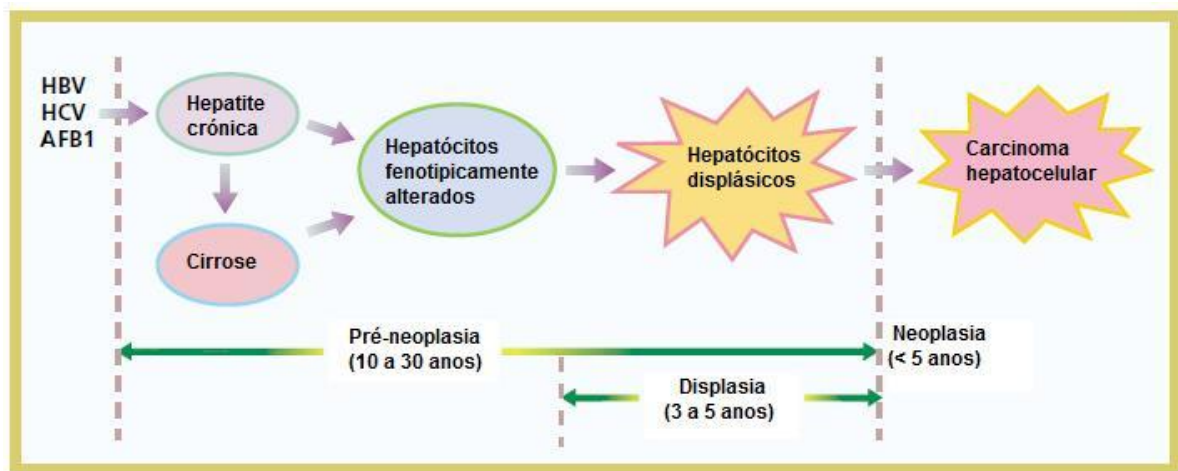 HBV
HCV
AFB1
Hepatite
crónica
Cirrose
Hepatócitos
fenotipicamente
alterados
Hepatócitos
displásicos
Carcinoma
hepatocelular
Pré-neoplasia
(10 a 30 anos)
Neoplasia
(< 5 anos)
Displasia
(3 a 5 anos)